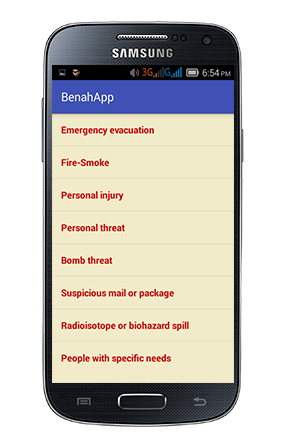 SAMSUNG
3G G 6:54 PM
BenahApp
Emergency evacuation
Fire-Smoke
Personal injury
Personal threat
Bomb threat
Suspicious mail or package
Radioisotope or biohazard spill
People with specific needs